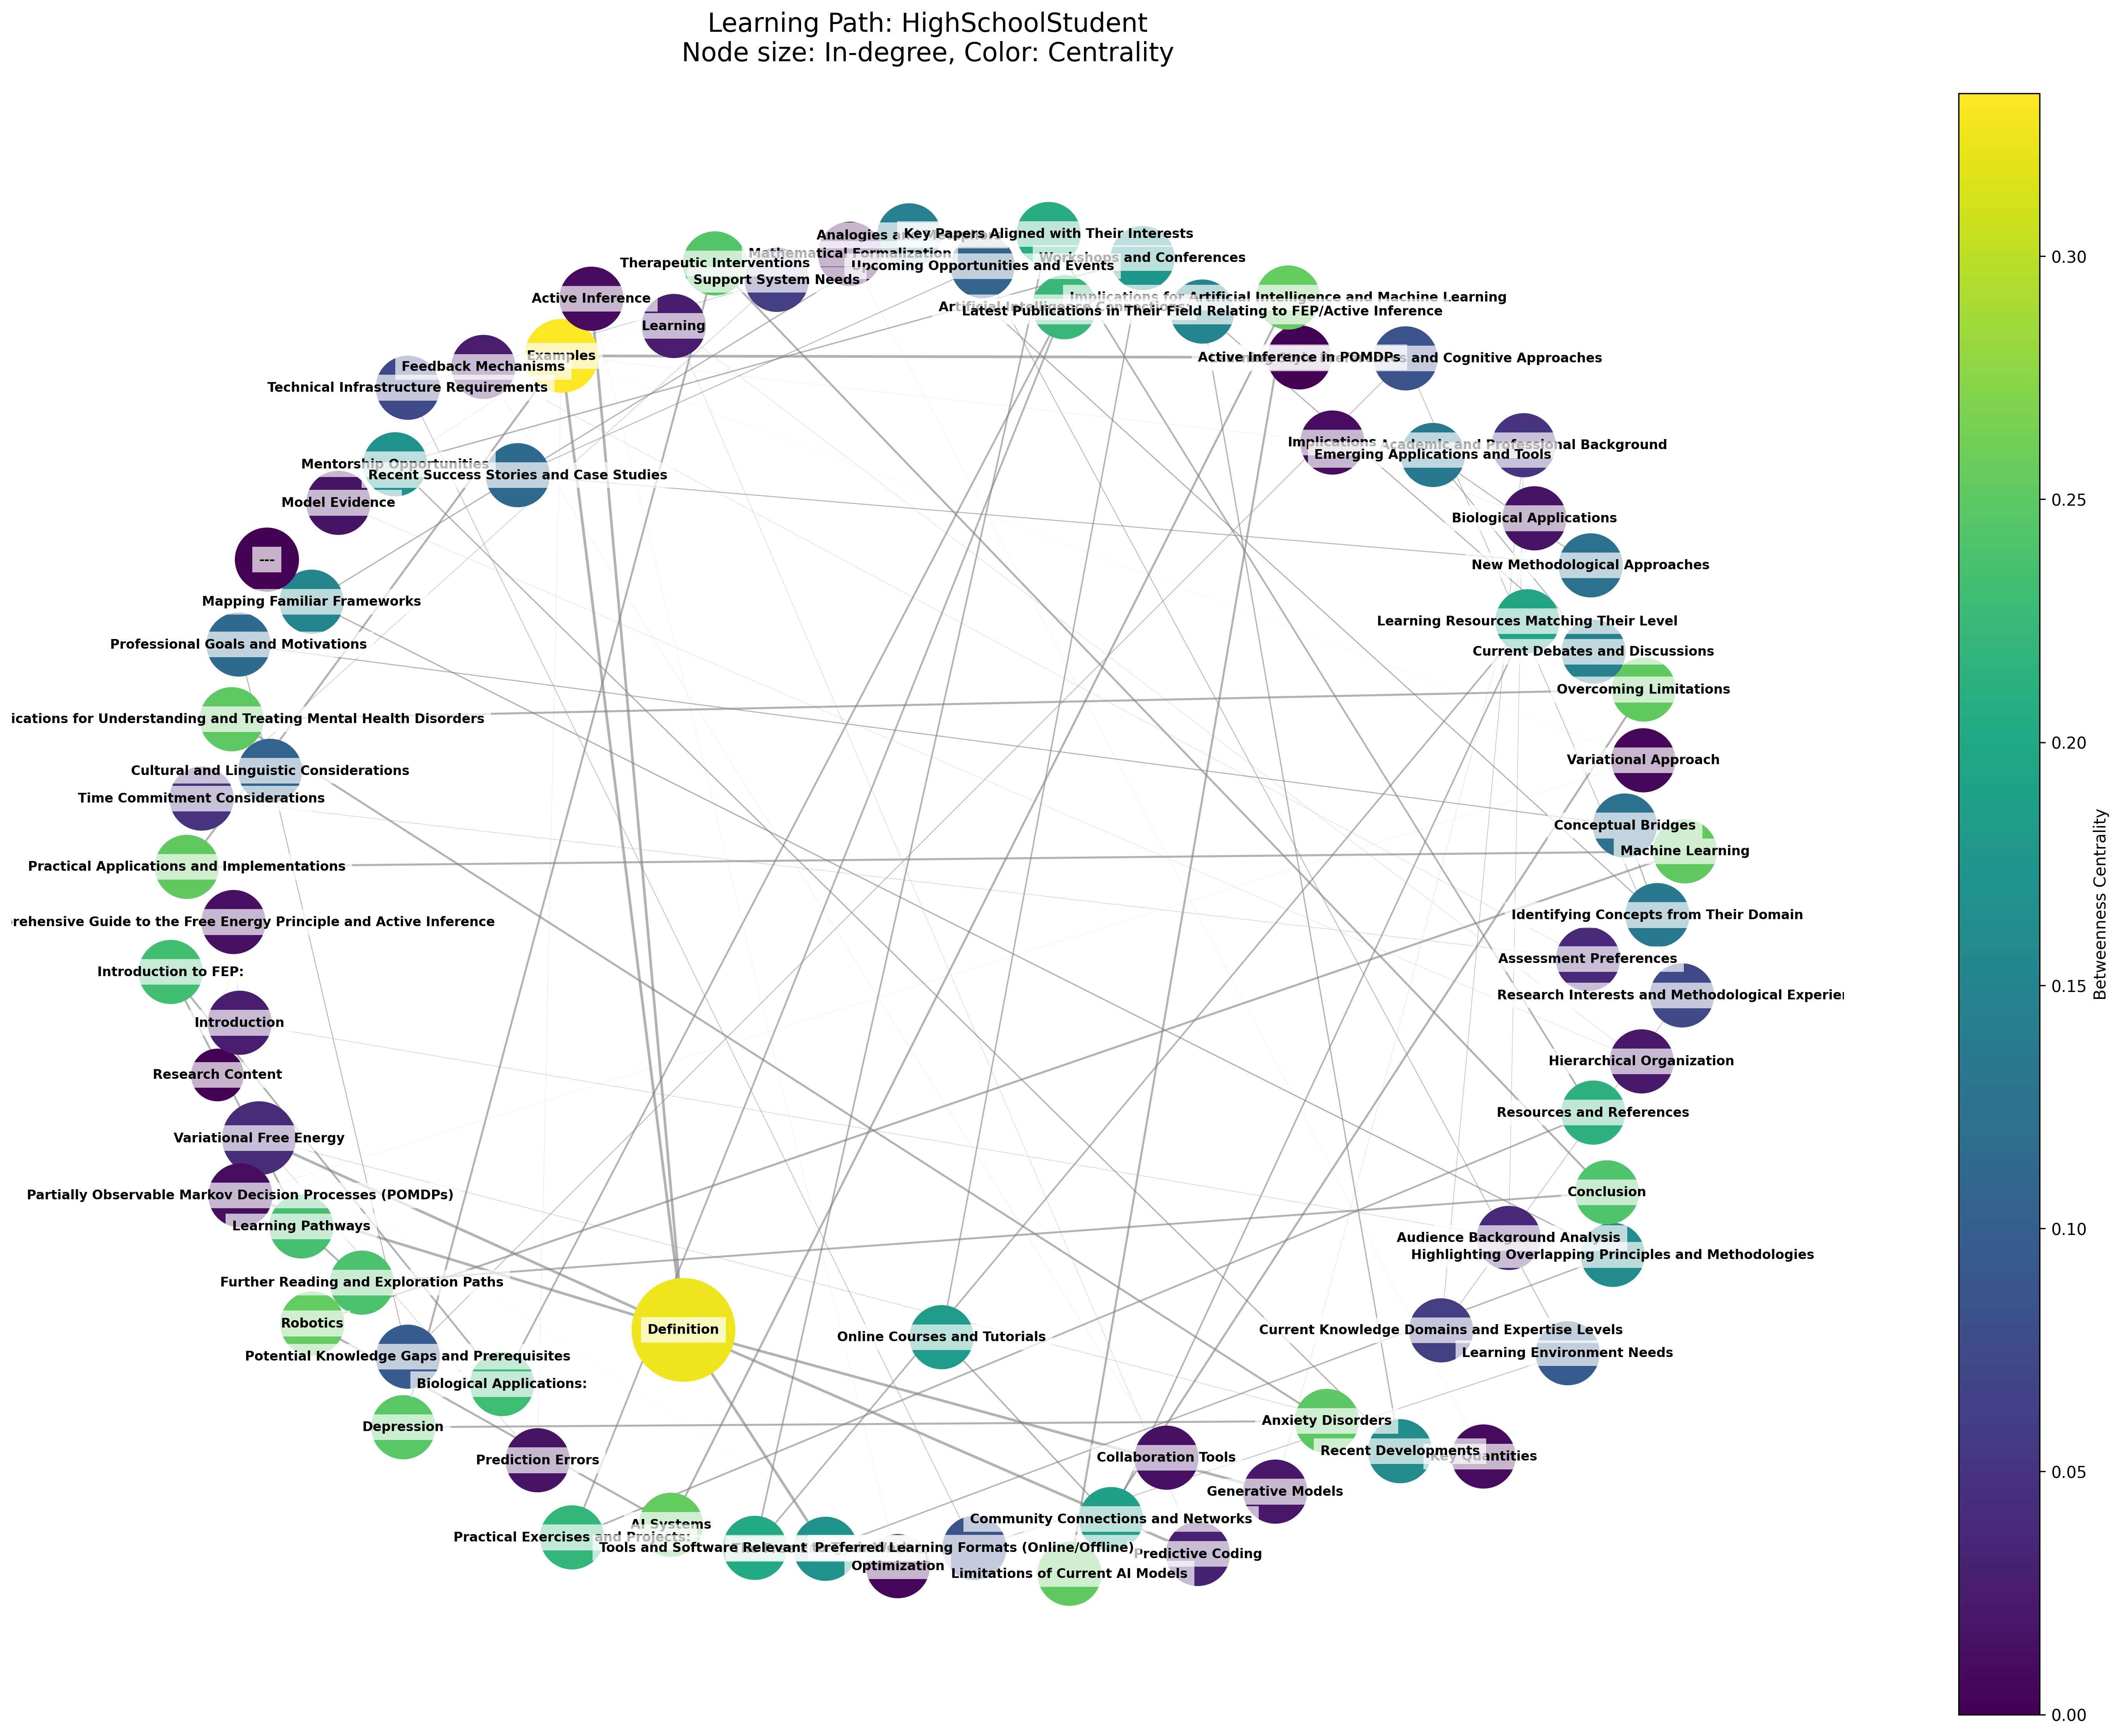 Learning Path: HighSchoolStudent
Node size: In-degree, Color: Centrality
Key Papers Aligned with Their Interests
Analogies
Mathematical Formalization
Workshops and Conferences
Therapeutic Interventions
Upcoming Opportunities and Events
Support System Needs
Active Inference
Implications for Artificial Intelligence and Machine Learning
Artificial Intelligence Connections:
Latest Publications in Their Field Relating to FEP/Active Inference
Learning
Examples
Active Inference in POMDPs
and Cognitive Approaches
Feedback Mechanisms
Technical Infrastructure Requirements
Implications
Academic and Professional Background
Emerging Applications and Tools
Mentorship Opportunities
Recent Success Stories and Case Studies
Model Evidence
Biological Applications
---
New Methodological Approaches
Mapping Familiar Frameworks
Learning Resources Matching Their Level
Professional Goals and Motivations
Current Debates and Discussions
Overcoming Limitations
ications for Understanding and Treating Mental Health Disorders
Variational Approach
Cultural and Linguistic Considerations
Time Commitment Considerations
Conceptual Bridges
Machine Learning
Practical Applications and Implementations
Identifying Concepts from Their Domain
rehensive Guide to the Free Energy Principle and Active Inference
Assessment Preferences
Introduction to FEP:
Research Interests and Methodological Experien
Introduction
Hierarchical Organization
Research Content
Resources and References
Variational Free Energy
Conclusion
Partially Observable Markov Decision Processes (POMDPs)
Learning Pathways
Audience Background Analysis
Highlighting Overlapping Principles and Methodologies
Further Reading and Exploration Paths
Robotics
Definition
Online Courses and Tutorials
Current Knowledge Domains and Expertise Levels
Learning Environment Needs
Potential Knowledge Gaps and Prerequisites
Biological Applications:
Depression
Anxiety Disorders
Recent Developments
Key Quantities
Prediction Errors
Collaboration Tools
Generative Models
Community Connections and Networks
AI Systems
Practical Exercises and Projects:
Tools and Software Relevant
Preferred Learning Formats (Online/Offline)
Predictive Coding
Optimization
Limitations of Current AI Models
0.30
0.25
0.20
0.15
0.10
0.05
0.00
Betweenness Centrality